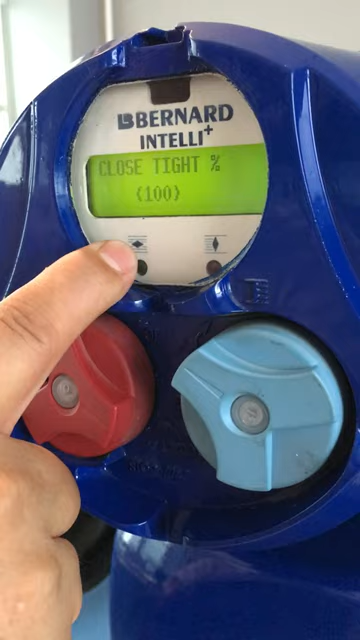 BERNARD
INTELLI+
CLOSE TIGHT %
{100}